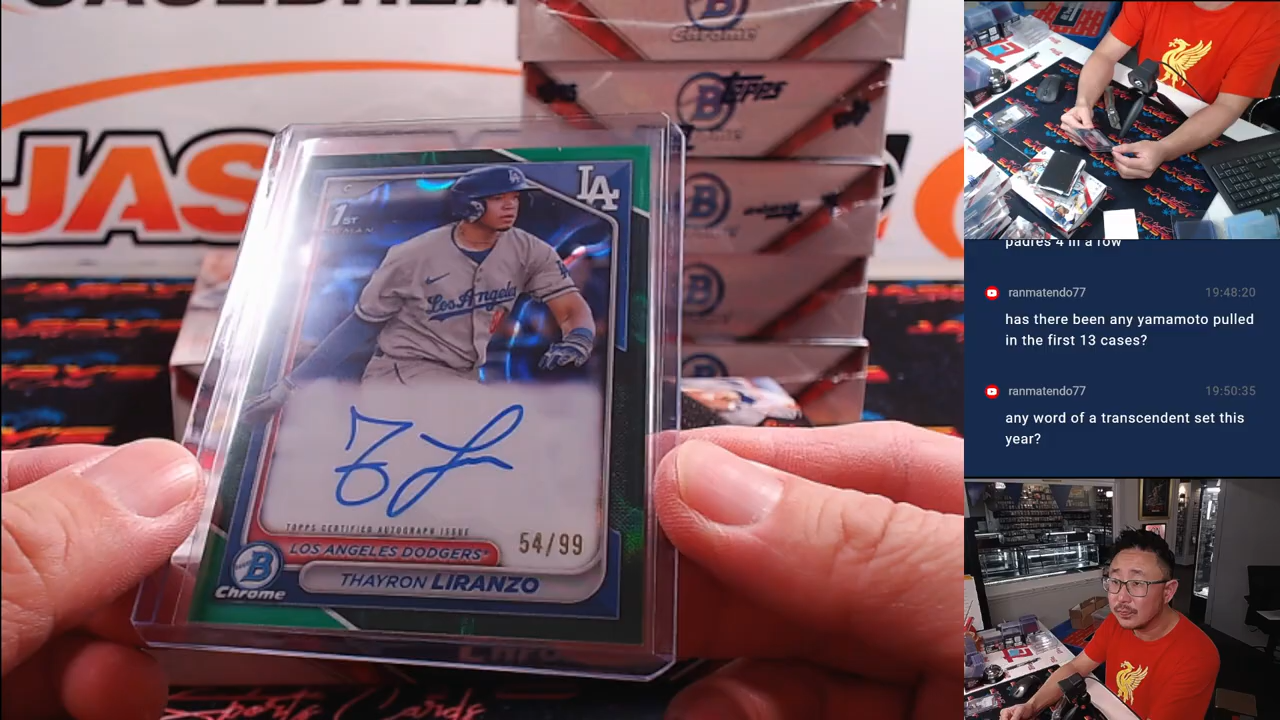 JAS
Chrome
TOPPS
B
B
B
LA
C
1ST
Los Angeles
TOPPS CERTIFIED AUTOGRAPH ISSUE
54/99
LOS ANGELES DODGERS
B
Chrome
THAYRON LIRANZO
Sports Cards
padres 4 in a row
ranmatendo77 19:48:20
has there been any yamamoto pulled
in the first 13 cases?
ranmatendo77 19:50:35
any word of a transcendent set this
year?